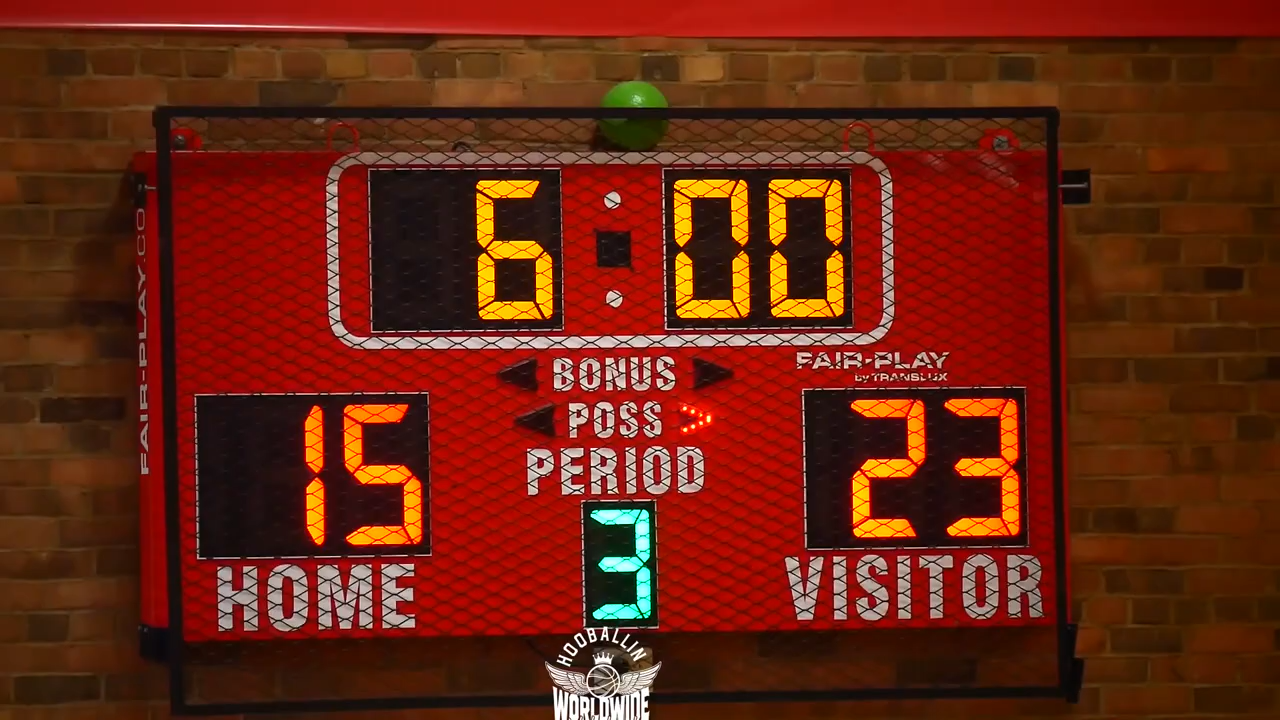 6 00
BONUS
FAIR-PLAY
by TRANSLUX
POSS
15
PERIOD
23
3
HOME
VISITOR
FAIR-PLAY.CO
HOOBALLIN
WORLDWIDE